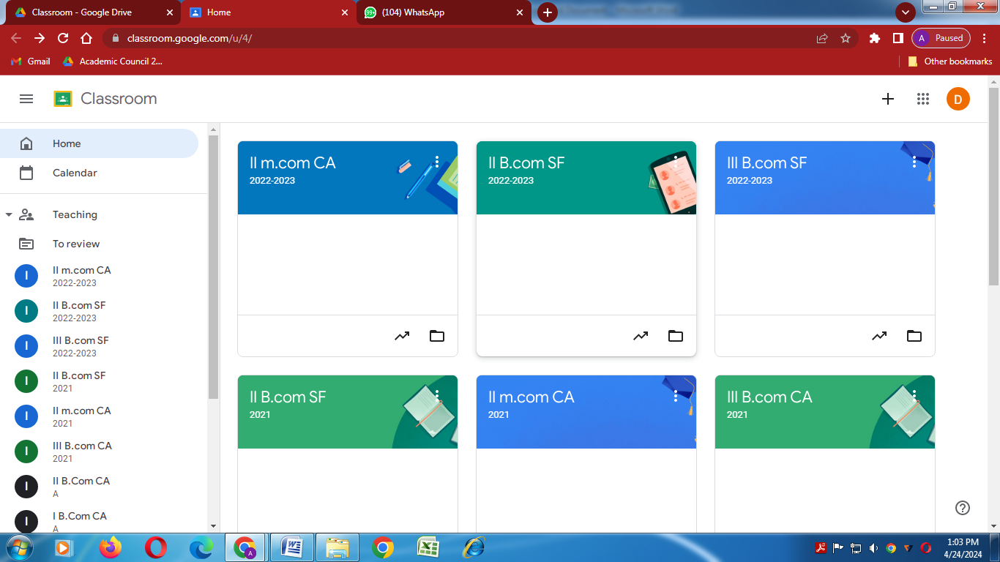 Classroom - Google Drive
Home
(104) WhatsApp
classroom.google.com/u/4/
A Paused
Gmail
Academic Council 2...
Other bookmarks
Classroom
D
Home
Calendar
Teaching
To review
I
II m.com CA
2022-2023
I
II B.com SF
2022-2023
I
III B.com SF
2022-2023
I
II B.com SF
2021
I
II m.com CA
2021
I
III B.com CA
2021
I
II B.Com CA
A
I
I B.Com CA
A
II m.com CA
2022-2023
II B.com SF
2022-2023
III B.com SF
2022-2023
II B.com SF
2021
II m.com CA
2021
III B.com CA
2021
1:03 PM
4/24/2024